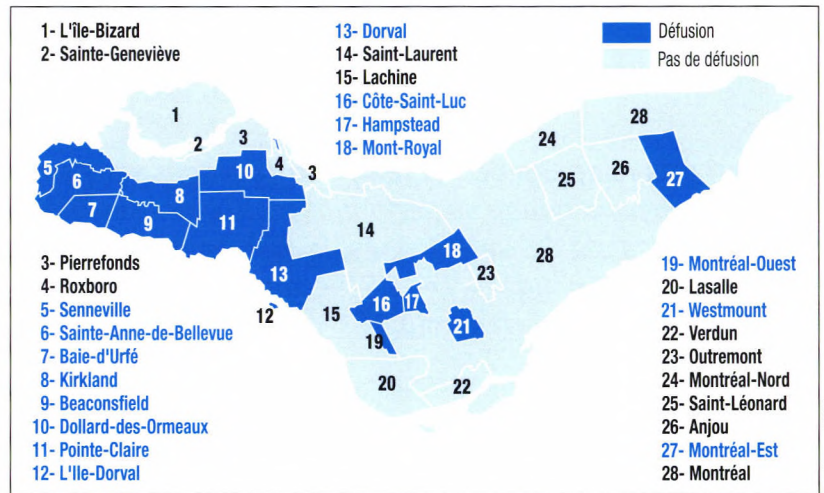 1- L'île-Bizard
2- Sainte-Geneviève
13- Dorval
14- Saint-Laurent
15- Lachine
16- Côte-Saint-Luc
17- Hampstead
18- Mont-Royal
Défusion
Pas de défusion
1
2
3
4
3
5
6
7
8
9
10
11
12
13
14
15
16
17
18
19
20
21
22
23
24
25
26
27
28
28
3- Pierrefonds
4- Roxboro
5- Senneville
6- Sainte-Anne-de-Bellevue
7- Baie-d'Urfé
8- Kirkland
9- Beaconsfield
10- Dollard-des-Ormeaux
11- Pointe-Claire
12- L'Ile-Dorval
19- Montréal-Ouest
20- Lasalle
21- Westmount
22- Verdun
23- Outremont
24- Montréal-Nord
25- Saint-Léonard
26- Anjou
27- Montréal-Est
28- Montréal